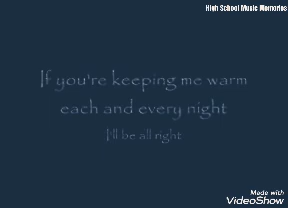 High School Music Memories
If you're keeping me warm
each and every night
I'll be all right
Made with
VideoShow